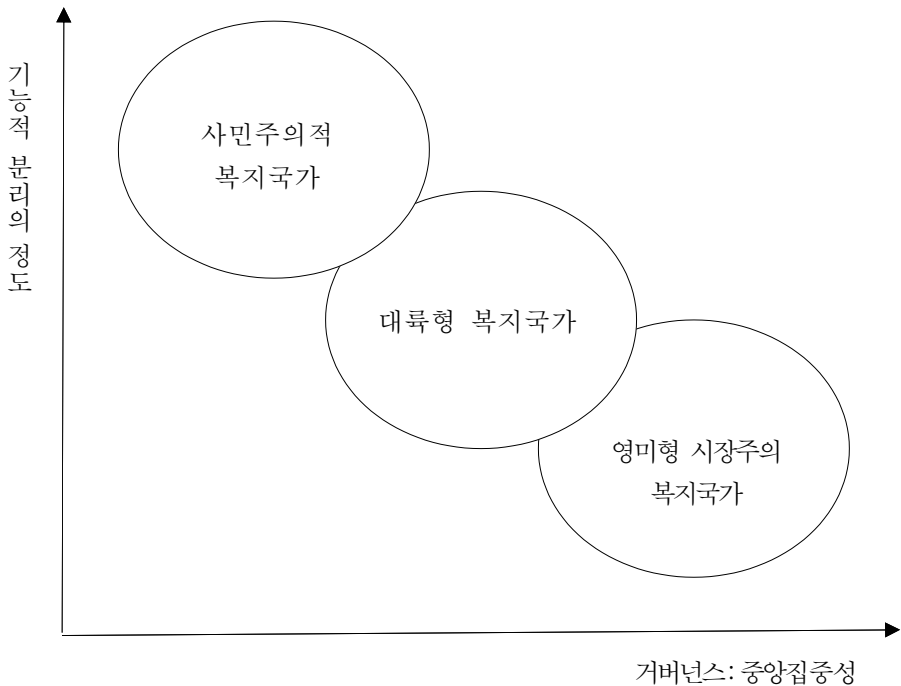 기능적 분리의 정도
사민주의적
복지국가
대륙형 복지국가
영미형 시장주의
복지국가
거버넌스: 중앙집중성